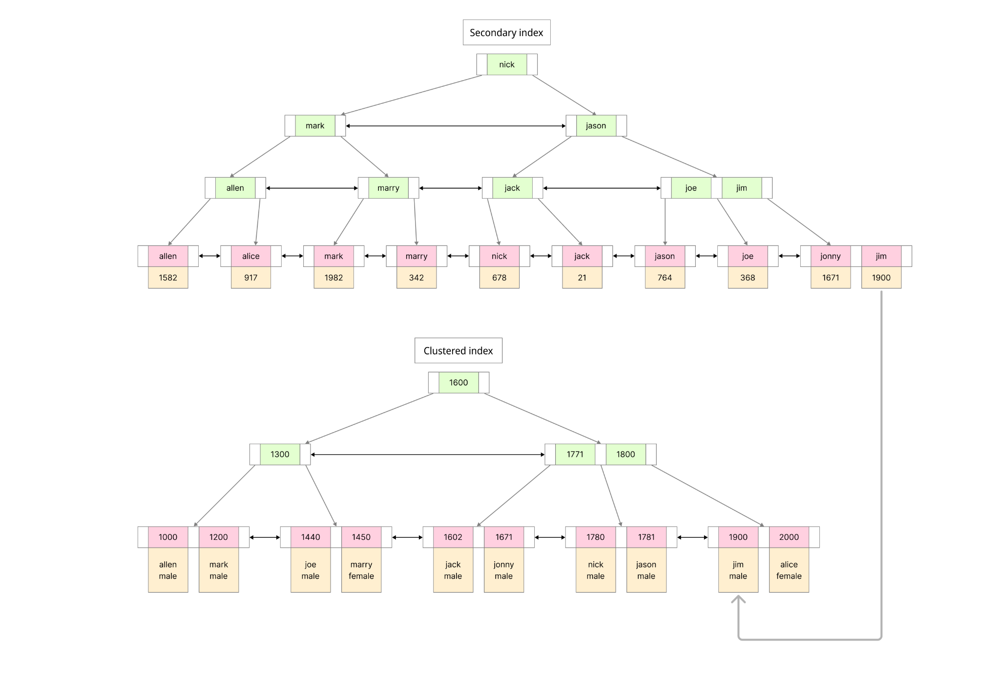 Secondary index
nick
mark
jason
allen
marry
jack
joe
jim
allen
alice
mark
marry
nick
jack
jason
joe
jonny
jim
1582
917
1982
342
678
21
764
368
1671
1900
Clustered index
1600
1300
1771
1800
1000
1200
1440
1450
1602
1671
1780
1781
1900
2000
allen
male
mark
male
joe
male
marry
female
jack
male
jonny
male
nick
male
jason
male
jim
male
alice
female